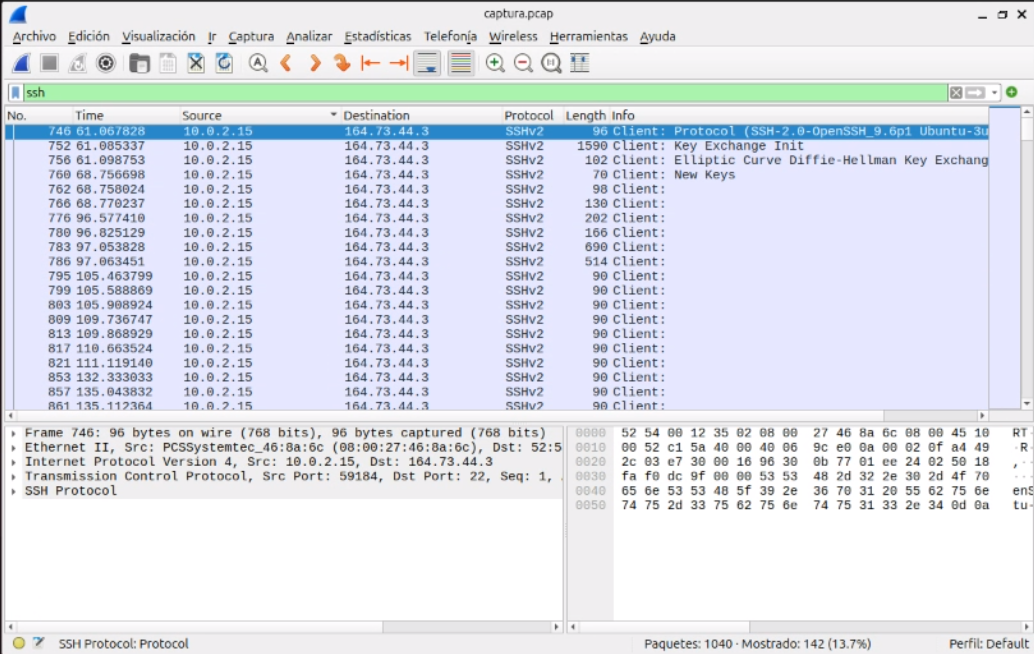 captura.pcap
Archivo Edición Visualización Ir Captura Analizar Estadísticas Telefonía Wireless Herramientas Ayuda
ssh
No. Time Source Destination Protocol Length Info
746 61.067828 10.0.2.15 164.73.44.3 SSHv2 96 Client: Protocol (SSH-2.0-OpenSSH_9.6p1 Ubuntu-3u
752 61.085337 10.0.2.15 164.73.44.3 SSHv2 1590 Client: Key Exchange Init
756 61.098753 10.0.2.15 164.73.44.3 SSHv2 102 Client: Elliptic Curve Diffie-Hellman Key Exchang
760 68.756698 10.0.2.15 164.73.44.3 SSHv2 70 Client: New Keys
762 68.758024 10.0.2.15 164.73.44.3 SSHv2 98 Client:
766 68.770237 10.0.2.15 164.73.44.3 SSHv2 130 Client:
776 96.577410 10.0.2.15 164.73.44.3 SSHv2 202 Client:
780 96.825129 10.0.2.15 164.73.44.3 SSHv2 166 Client:
783 97.053828 10.0.2.15 164.73.44.3 SSHv2 690 Client:
786 97.063451 10.0.2.15 164.73.44.3 SSHv2 514 Client:
795 105.463799 10.0.2.15 164.73.44.3 SSHv2 90 Client:
799 105.588869 10.0.2.15 164.73.44.3 SSHv2 90 Client:
803 105.908924 10.0.2.15 164.73.44.3 SSHv2 90 Client:
809 109.736747 10.0.2.15 164.73.44.3 SSHv2 90 Client:
813 109.868929 10.0.2.15 164.73.44.3 SSHv2 90 Client:
817 110.663524 10.0.2.15 164.73.44.3 SSHv2 90 Client:
821 111.119140 10.0.2.15 164.73.44.3 SSHv2 90 Client:
853 132.333033 10.0.2.15 164.73.44.3 SSHv2 90 Client:
857 135.043832 10.0.2.15 164.73.44.3 SSHv2 90 Client:
861 135.112364 10.0.2.15 164.73.44.3 SSHv2 90 Client:
Frame 746: 96 bytes on wire (768 bits), 96 bytes captured (768 bits)
Ethernet II, Src: PCSSystemtec_46:8a:6c (08:00:27:46:8a:6c), Dst: 52:5
Internet Protocol Version 4, Src: 10.0.2.15, Dst: 164.73.44.3
Transmission Control Protocol, Src Port: 59184, Dst Port: 22, Seq: 1,
SSH Protocol
0000 52 54 00 12 35 02 08 00 27 46 8a 6c 08 00 45 10 RT·
0010 00 52 c1 5a 40 00 40 06 9c e0 0a 00 02 0f a4 49 ·R·
0020 2c 03 e7 30 00 16 96 30 0b 77 01 ee 24 02 50 18 ,··
0030 fa f0 dc 9f 00 00 53 53 48 2d 32 2e 30 2d 4f 70 ···
0040 65 6e 53 53 48 5f 39 2e 36 70 31 20 55 62 75 6e enS
0050 74 75 2d 33 75 62 75 6e 74 75 31 33 2e 34 0d 0a tu-
SSH Protocol: Protocol Paquetes: 1040 · Mostrado: 142 (13.7%) Perfil: Default